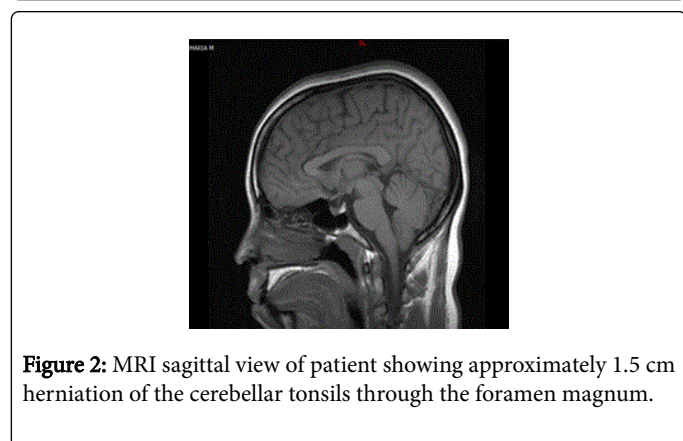 MARIA M
Figure 2: MRI sagittal view of patient showing approximately 1.5 cm
herniation of the cerebellar tonsils through the foramen magnum.